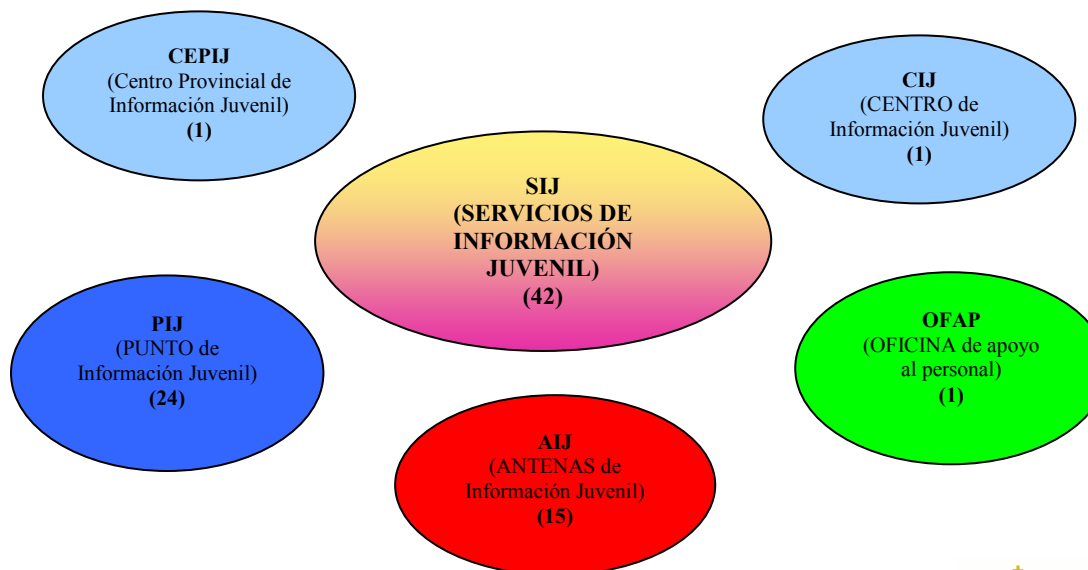 CEPIJ
(Centro Provincial de
Información Juvenil)
(1)
CIJ
(CENTRO de
Información Juvenil)
(1)
SIJ
(SERVICIOS DE
INFORMACIÓN
JUVENIL)
(42)
PIJ
(PUNTO de
Información Juvenil)
(24)
OFAP
(OFICINA de apoyo
al personal)
(1)
AIJ
(ANTENAS de
Información Juvenil)
(15)